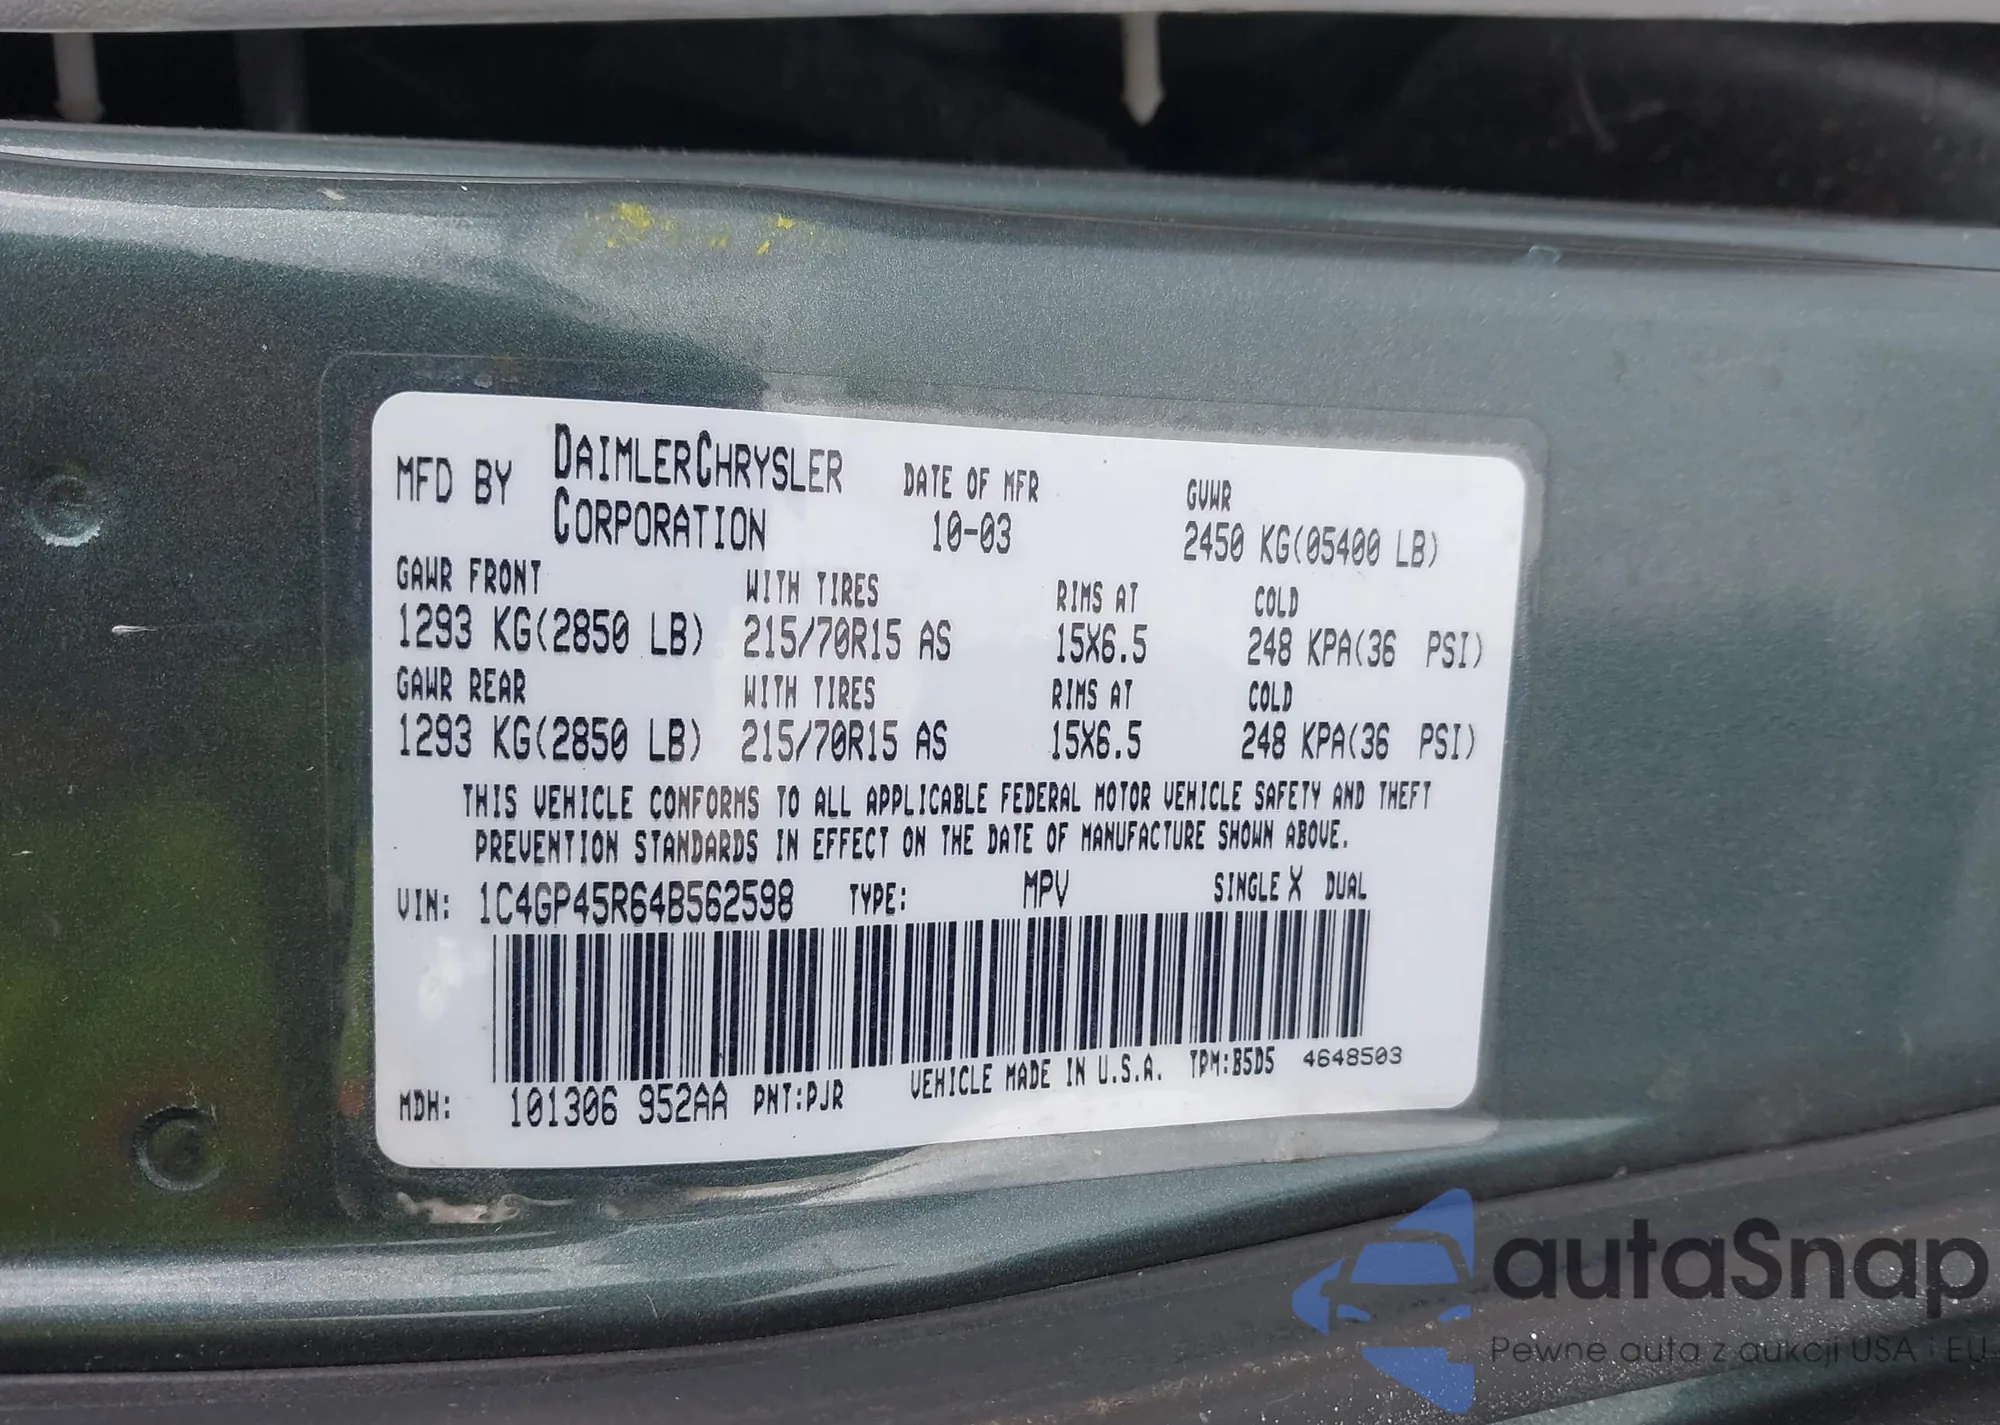 MFD BY DAIMLERCHRYSLER CORPORATION DATE OF MFR 10-03 GVWR 2450 KG(05400 LB)
GAWR FRONT WITH TIRES RIMS AT COLD
1293 KG(2850 LB) 215/70R15 AS 15X6.5 248 KPA(36 PSI)
GAWR REAR WITH TIRES RIMS AT COLD
1293 KG(2850 LB) 215/70R15 AS 15X6.5 248 KPA(36 PSI)
THIS VEHICLE CONFORMS TO ALL APPLICABLE FEDERAL MOTOR VEHICLE SAFETY AND THEFT
PREVENTION STANDARDS IN EFFECT ON THE DATE OF MANUFACTURE SHOWN ABOVE.
VIN: 1C4GP45R64B562598 TYPE: MPV SINGLE X DUAL
MDH: 101306 952AA PNT:PJR VEHICLE MADE IN U.S.A. TPM:B5D5 4648503
autaSnap
Pewne auta z aukcji USA i EU